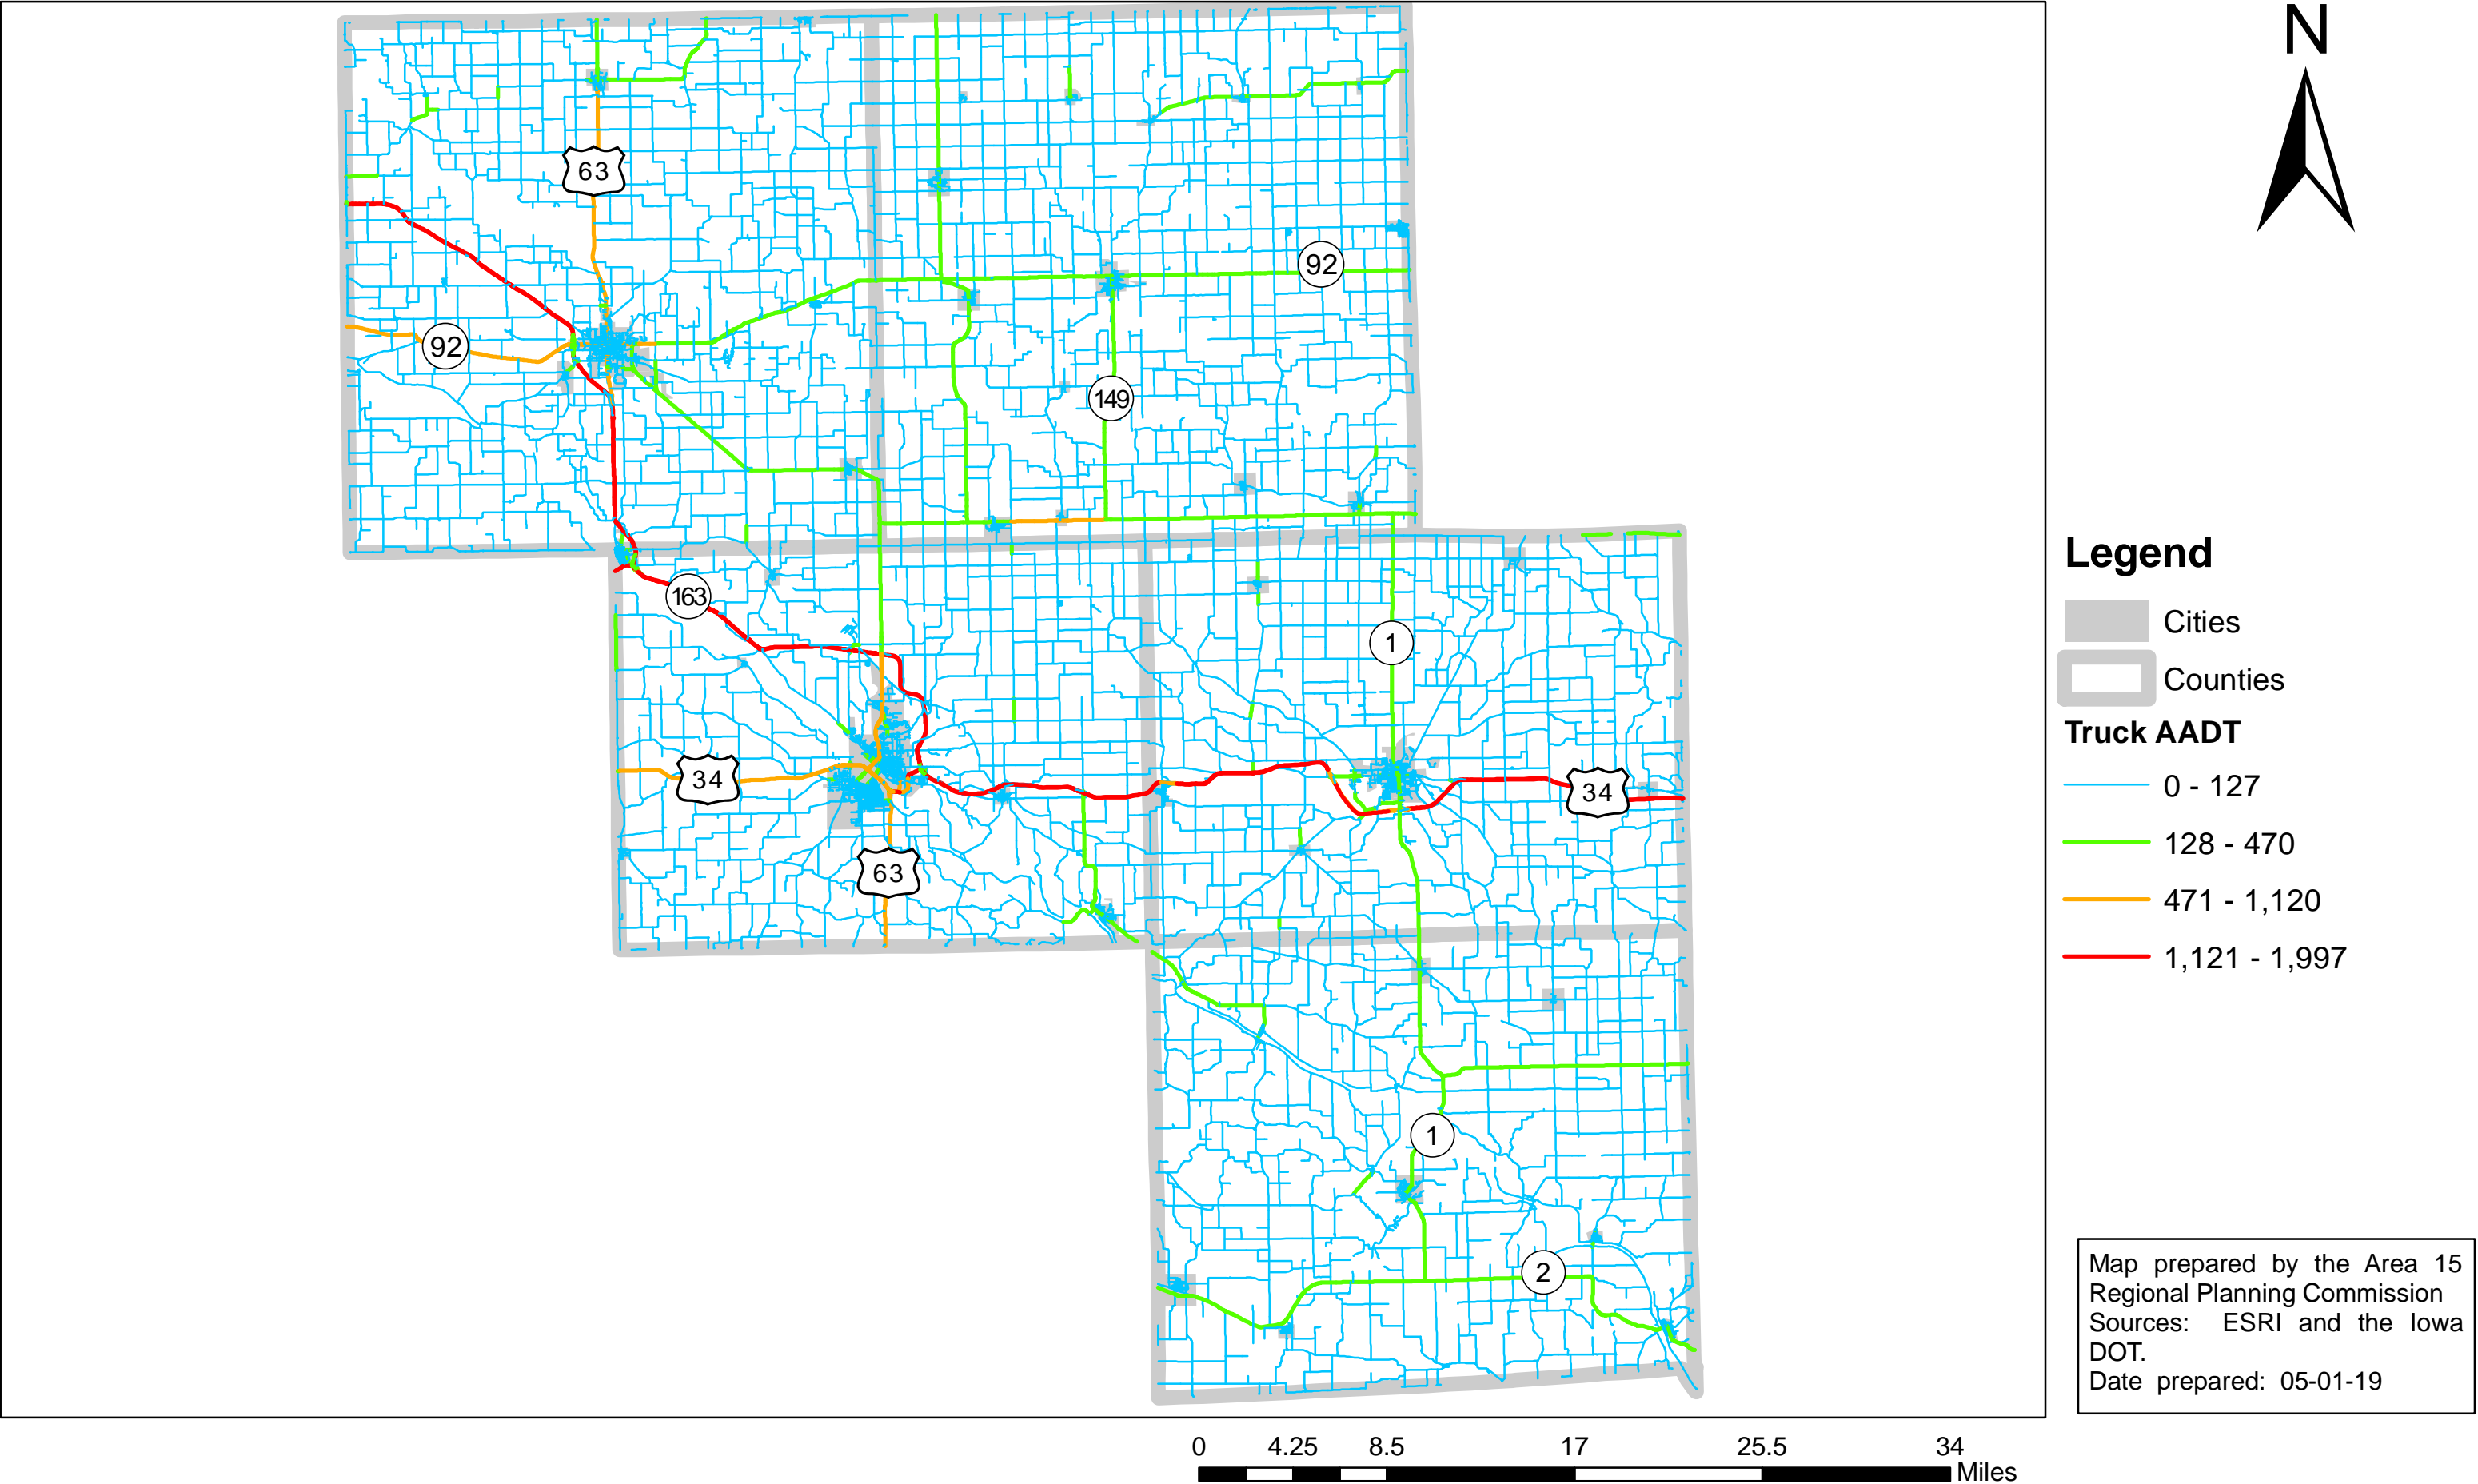 N
63
92
92
149
163
1
34
34
63
1
2
Legend
Cities
Counties
Truck AADT
0 - 127
128 - 470
471 - 1,120
1,121 - 1,997
Map prepared by the Area 15
Regional Planning Commission
Sources: ESRI and the Iowa
DOT.
Date prepared: 05-01-19
0 4.25 8.5 17 25.5 34
Miles